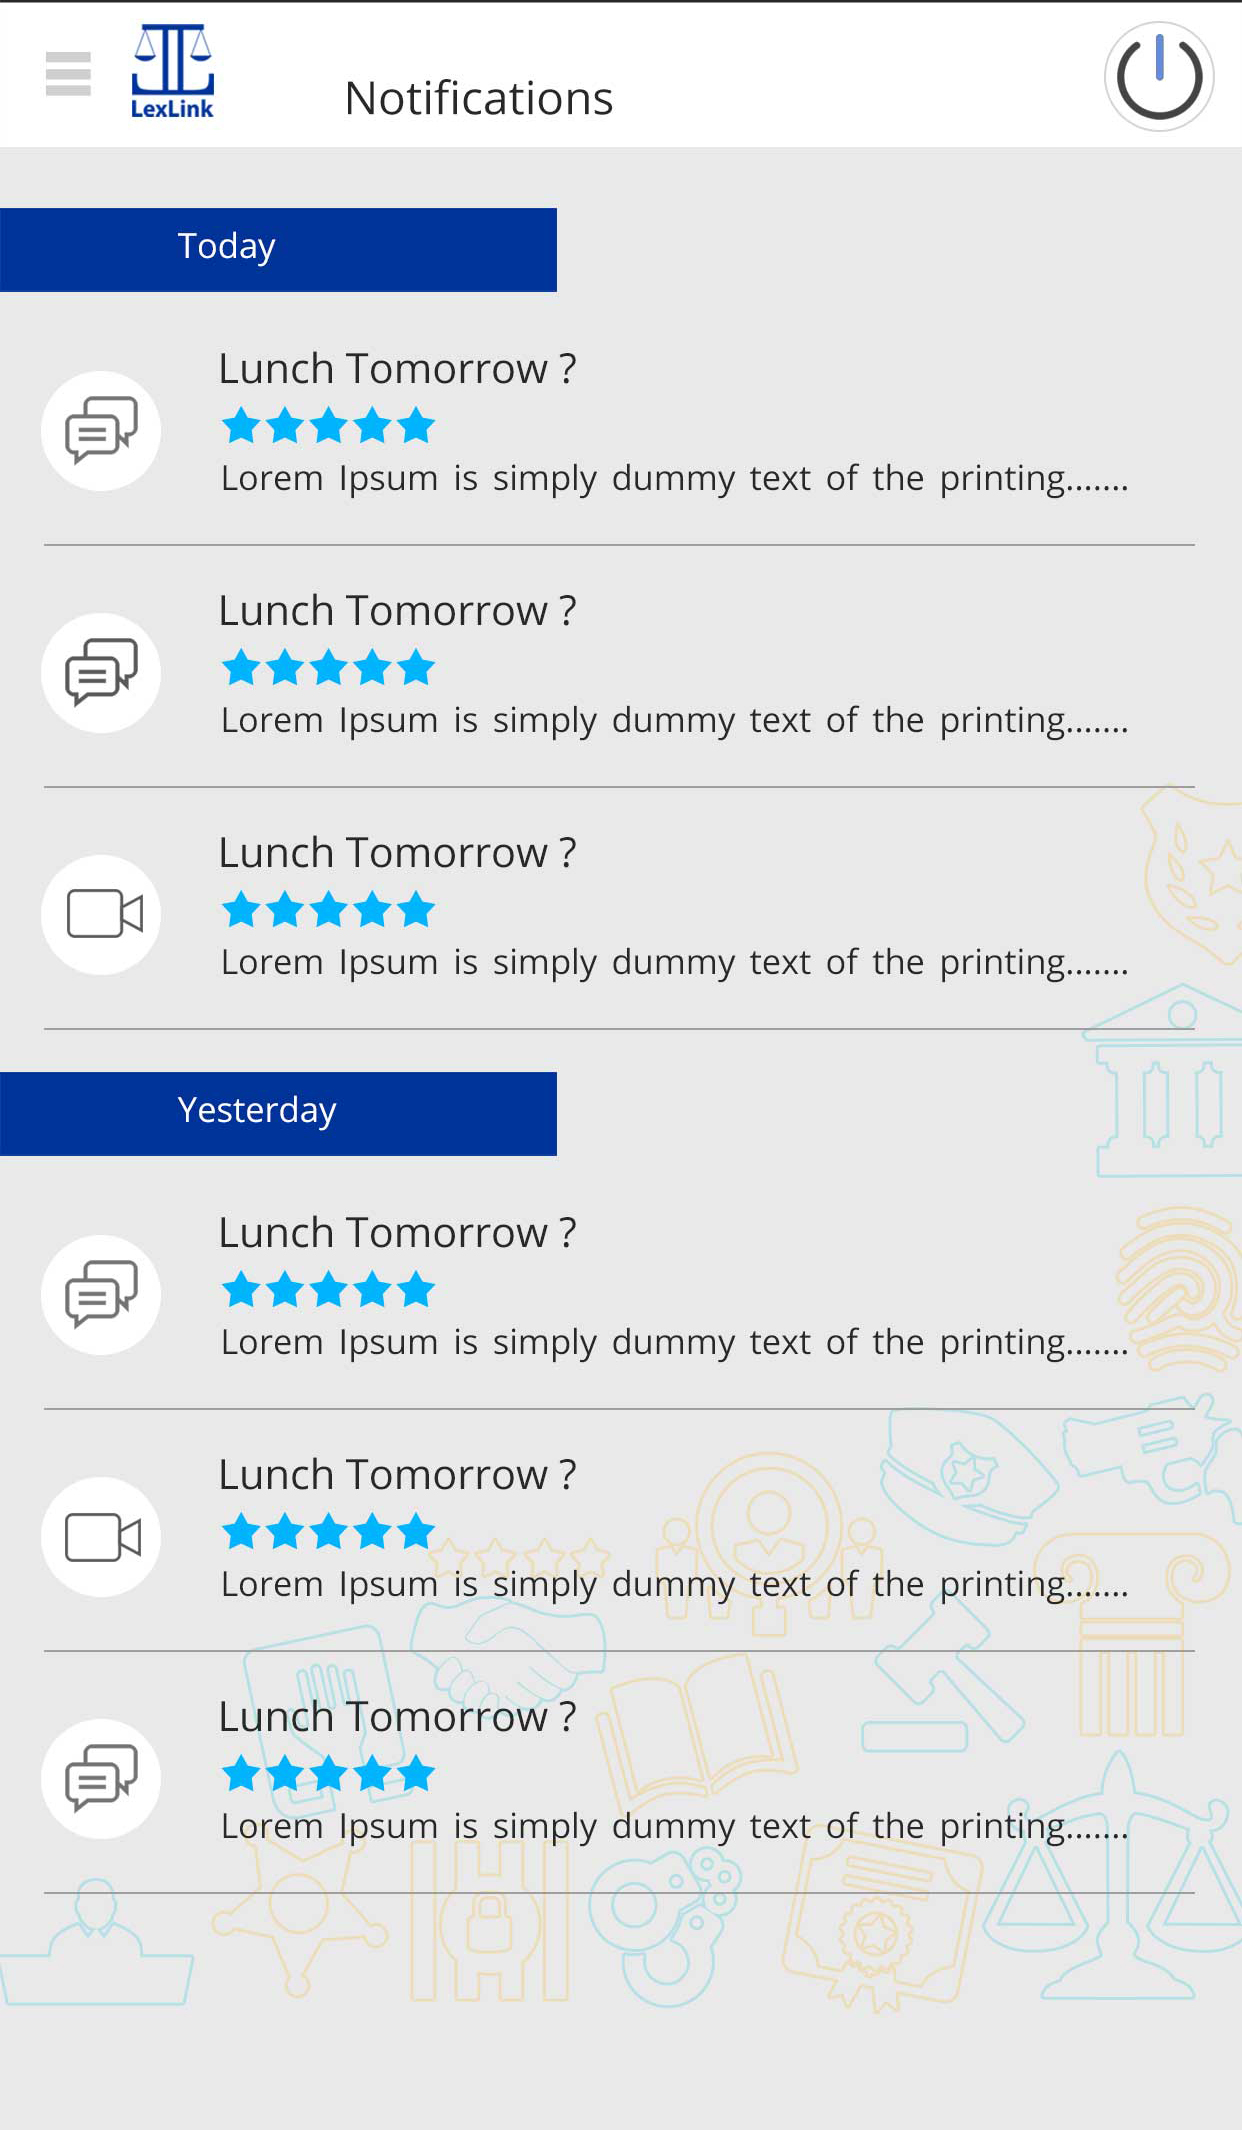 LexLink
Notifications
Today
Lunch Tomorrow ?
Lorem Ipsum is simply dummy text of the printing.......
Lunch Tomorrow ?
Lorem Ipsum is simply dummy text of the printing.......
Lunch Tomorrow ?
Lorem Ipsum is simply dummy text of the printing.......
Yesterday
Lunch Tomorrow ?
Lorem Ipsum is simply dummy text of the printing.......
Lunch Tomorrow ?
Lorem Ipsum is simply dummy text of the printing.......
Lunch Tomorrow ?
Lorem Ipsum is simply dummy text of the printing.......